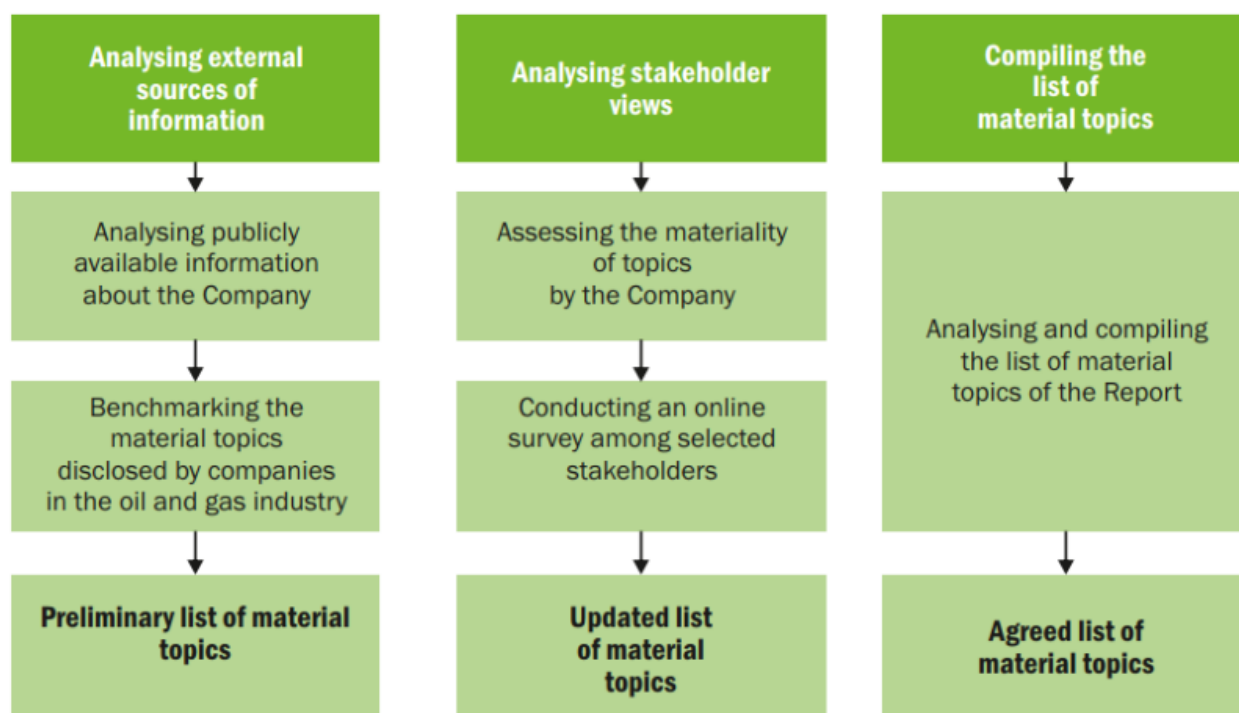 Analysing external
sources of
information
Analysing publicly
available information
about the Company
Benchmarking the
material topics
disclosed by companies
in the oil and gas industry
Preliminary list of material
topics
Analysing stakeholder
views
Assessing the materiality
of topics
by the Company
Conducting an online
survey among selected
stakeholders
Updated list
of material
topics
Compiling the
list of
material topics
Analysing and compiling
the list of material
topics of the Report
Agreed list of
material topics